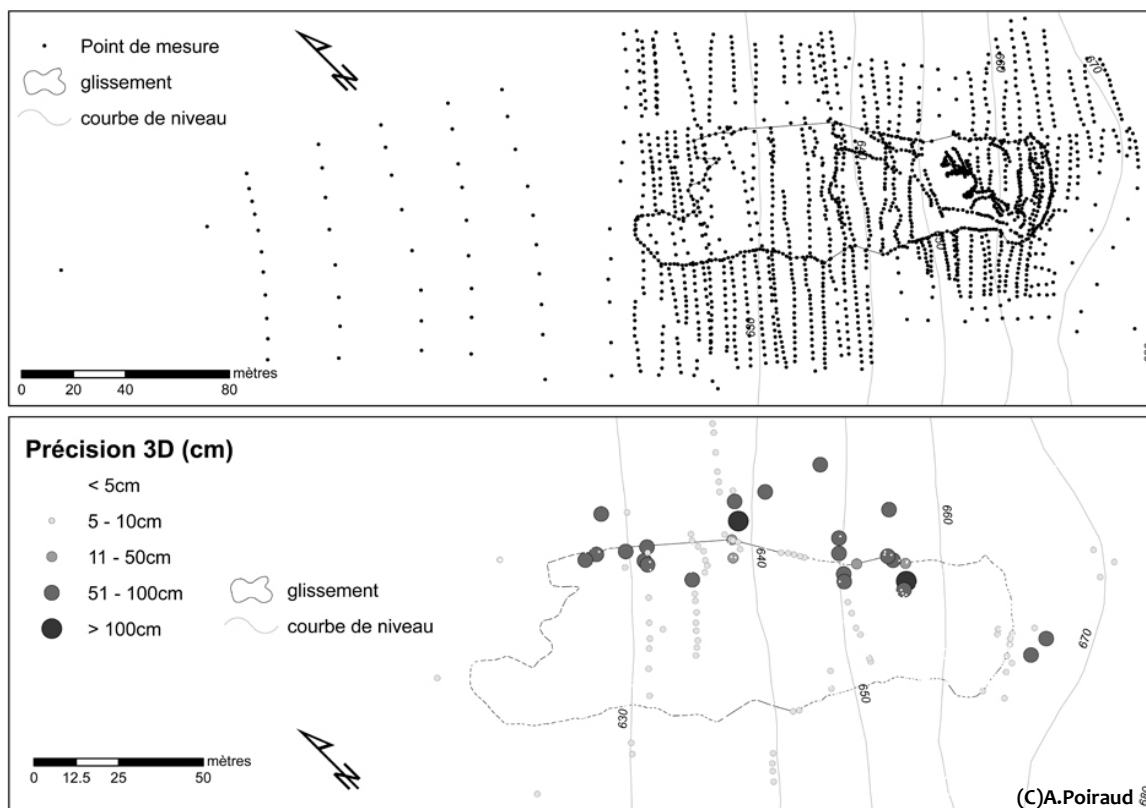 Point de mesure
glissement
courbe de niveau
N
660
670
640
650
630
mètres
0 20 40 80
Précision 3D (cm)
< 5cm
5 - 10cm
11 - 50cm
51 - 100cm
> 100cm
glissement
courbe de niveau
660
640
670
650
630
N
mètres
0 12.5 25 50
(C)A.Poiraud